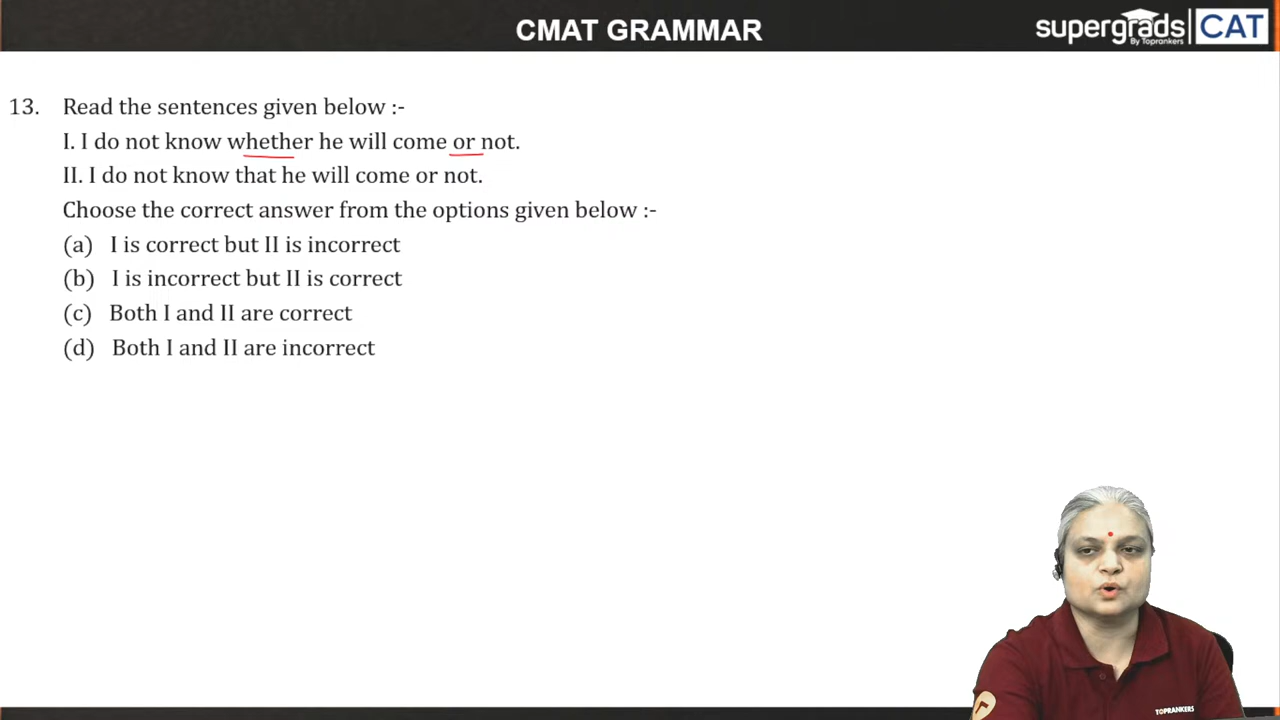 CMAT GRAMMAR
supergrads
By Toprankers
CAT
13. Read the sentences given below :-
I. I do not know whether he will come or not.
II. I do not know that he will come or not.
Choose the correct answer from the options given below :-
(a) I is correct but II is incorrect
(b) I is incorrect but II is correct
(c) Both I and II are correct
(d) Both I and II are incorrect
TOPRANKERS